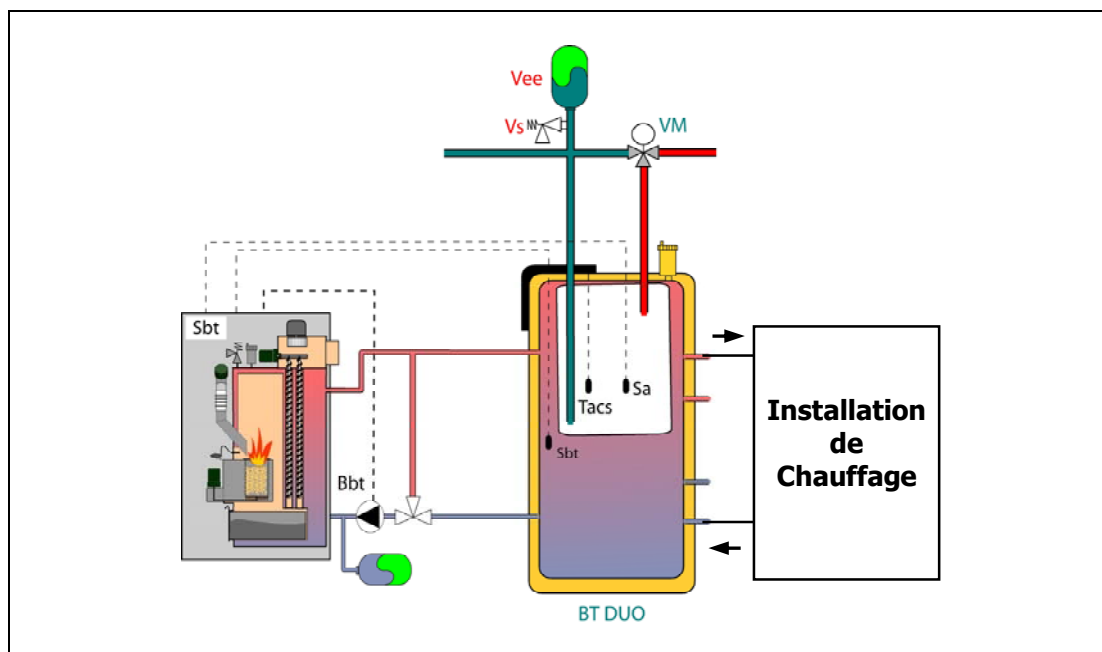 Vee
Vs
VM
Sbt
Tacs
Sa
Sbt
Bbt
Installation
de
Chauffage
BT DUO